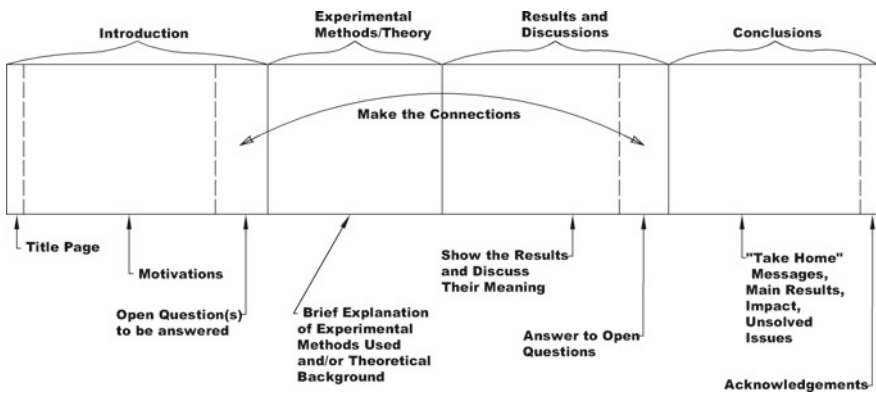 Introduction
Experimental
Methods/Theory
Results and
Discussions
Conclusions
Make the Connections
Title Page
Motivations
Open Question(s)
to be answered
Brief Explanation
of Experimental
Methods Used
and/or Theoretical
Background
Show the Results
and Discuss
Their Meaning
Answer to Open
Questions
"Take Home"
Messages,
Main Results,
Impact,
Unsolved
Issues
Acknowledgements